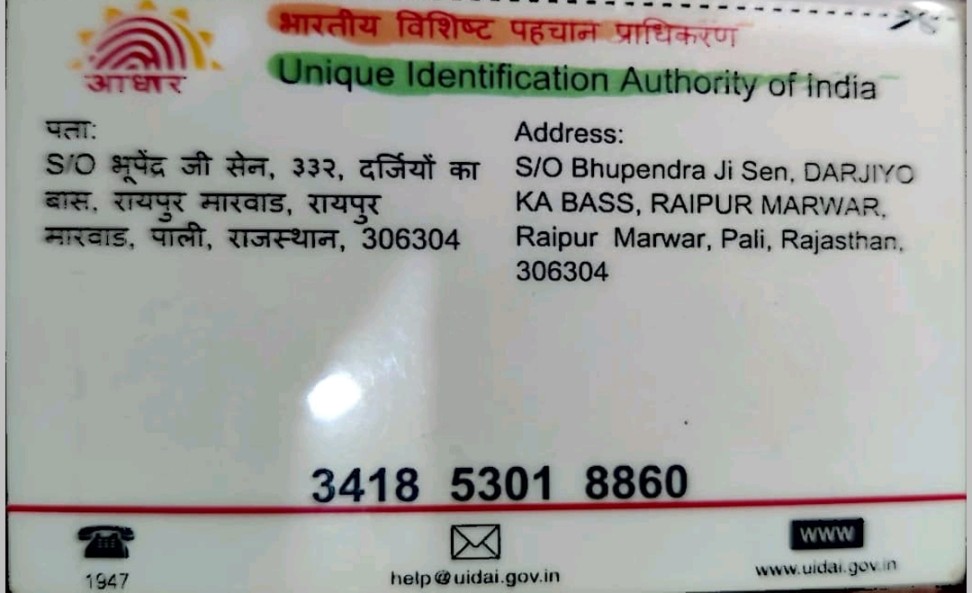 भारतीय विशिष्ट पहचान प्राधिकरण
Unique Identification Authority of India
आधार
पता:
S/O भूपेंद्र जी सेन, ३३२, दर्जियों का
बास, रायपुर मारवाड, रायपुर
मारवाड, पाली, राजस्थान, 306304
Address:
S/O Bhupendra Ji Sen, DARJIYO
KA BASS, RAIPUR MARWAR,
Raipur Marwar, Pali, Rajasthan,
306304
3418 5301 8860
1947
help@uidai.gov.in
WWW
www.uidai.gov.in